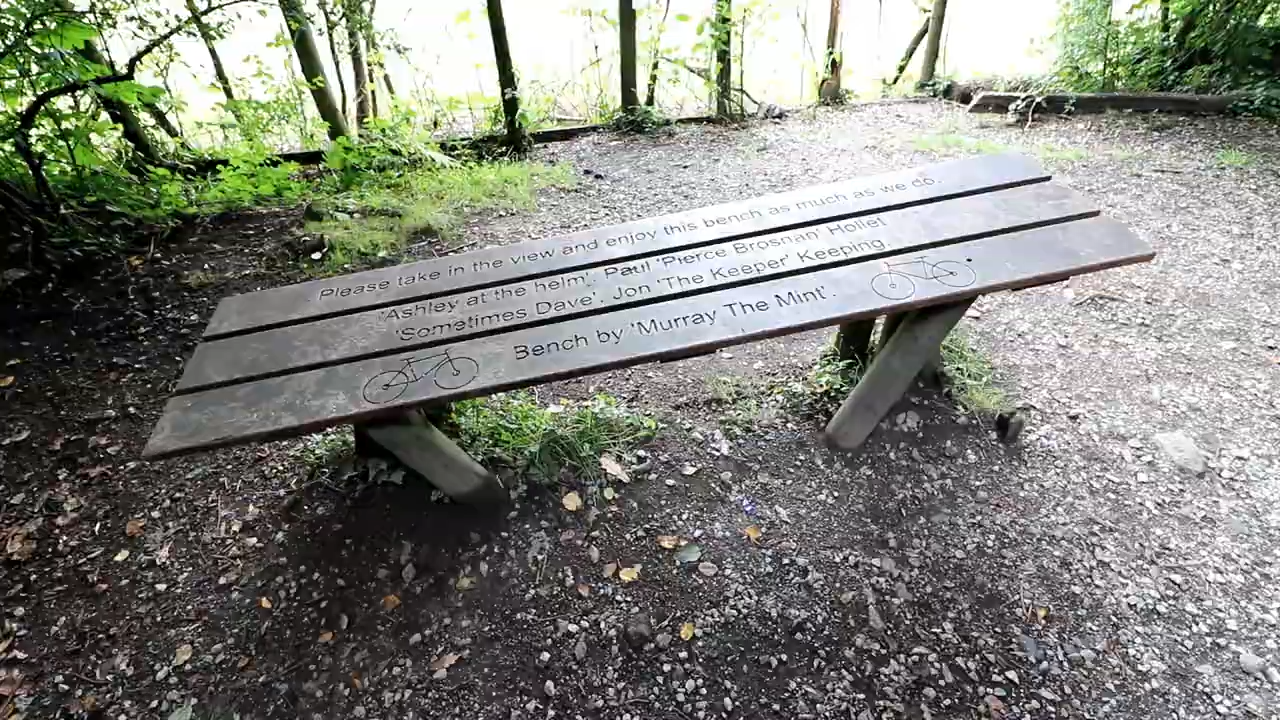 Please take in the view and enjoy this bench as much as we do.
'Ashley at the helm'. Paul 'Pierce Brosnan' Hollet
'Sometimes Dave'. Jon 'The Keeper' Keeping.
Bench by 'Murray The Mint'.